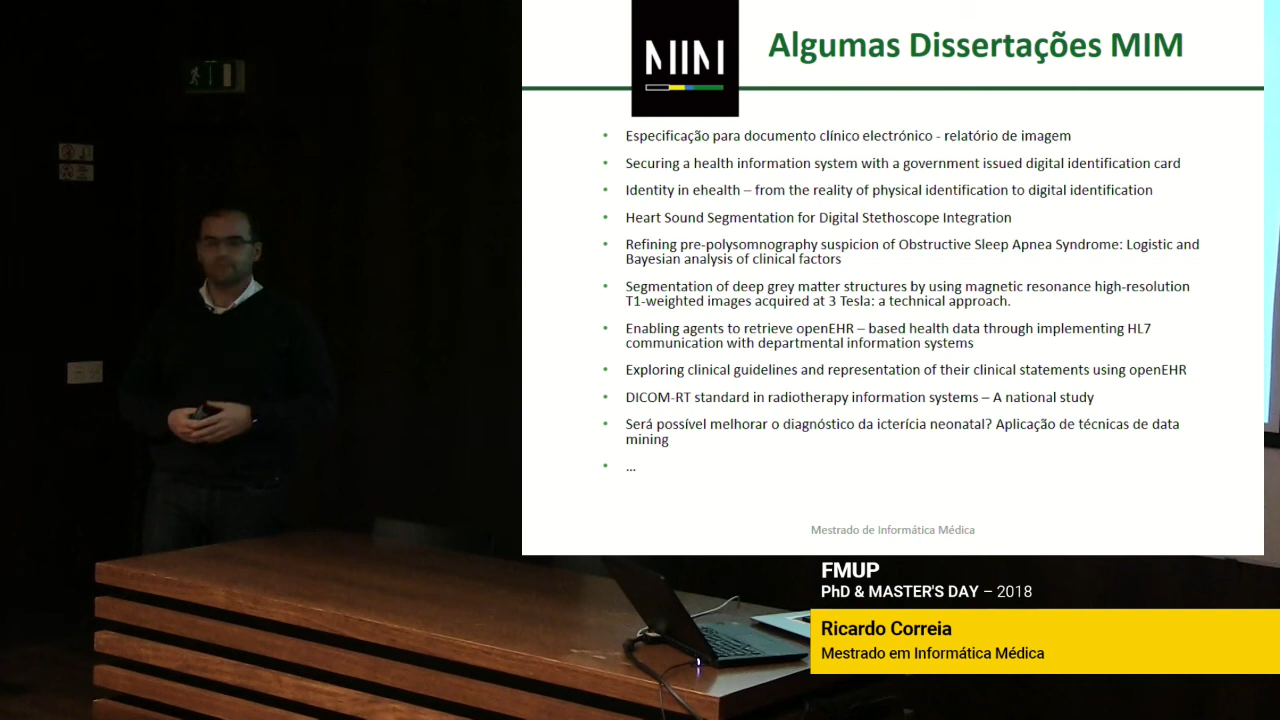 MIM
Algumas Dissertações MIM
• Especificação para documento clínico electrónico - relatório de imagem
• Securing a health information system with a government issued digital identification card
• Identity in ehealth – from the reality of physical identification to digital identification
• Heart Sound Segmentation for Digital Stethoscope Integration
• Refining pre-polysomnography suspicion of Obstructive Sleep Apnea Syndrome: Logistic and
Bayesian analysis of clinical factors
• Segmentation of deep grey matter structures by using magnetic resonance high-resolution
T1-weighted images acquired at 3 Tesla: a technical approach.
• Enabling agents to retrieve openEHR – based health data through implementing HL7
communication with departmental information systems
• Exploring clinical guidelines and representation of their clinical statements using openEHR
• DICOM-RT standard in radiotherapy information systems – A national study
• Será possível melhorar o diagnóstico da icterícia neonatal? Aplicação de técnicas de data
mining
• ...
Mestrado de Informática Médica
FMUP
PhD & MASTER'S DAY – 2018
Ricardo Correia
Mestrado em Informática Médica